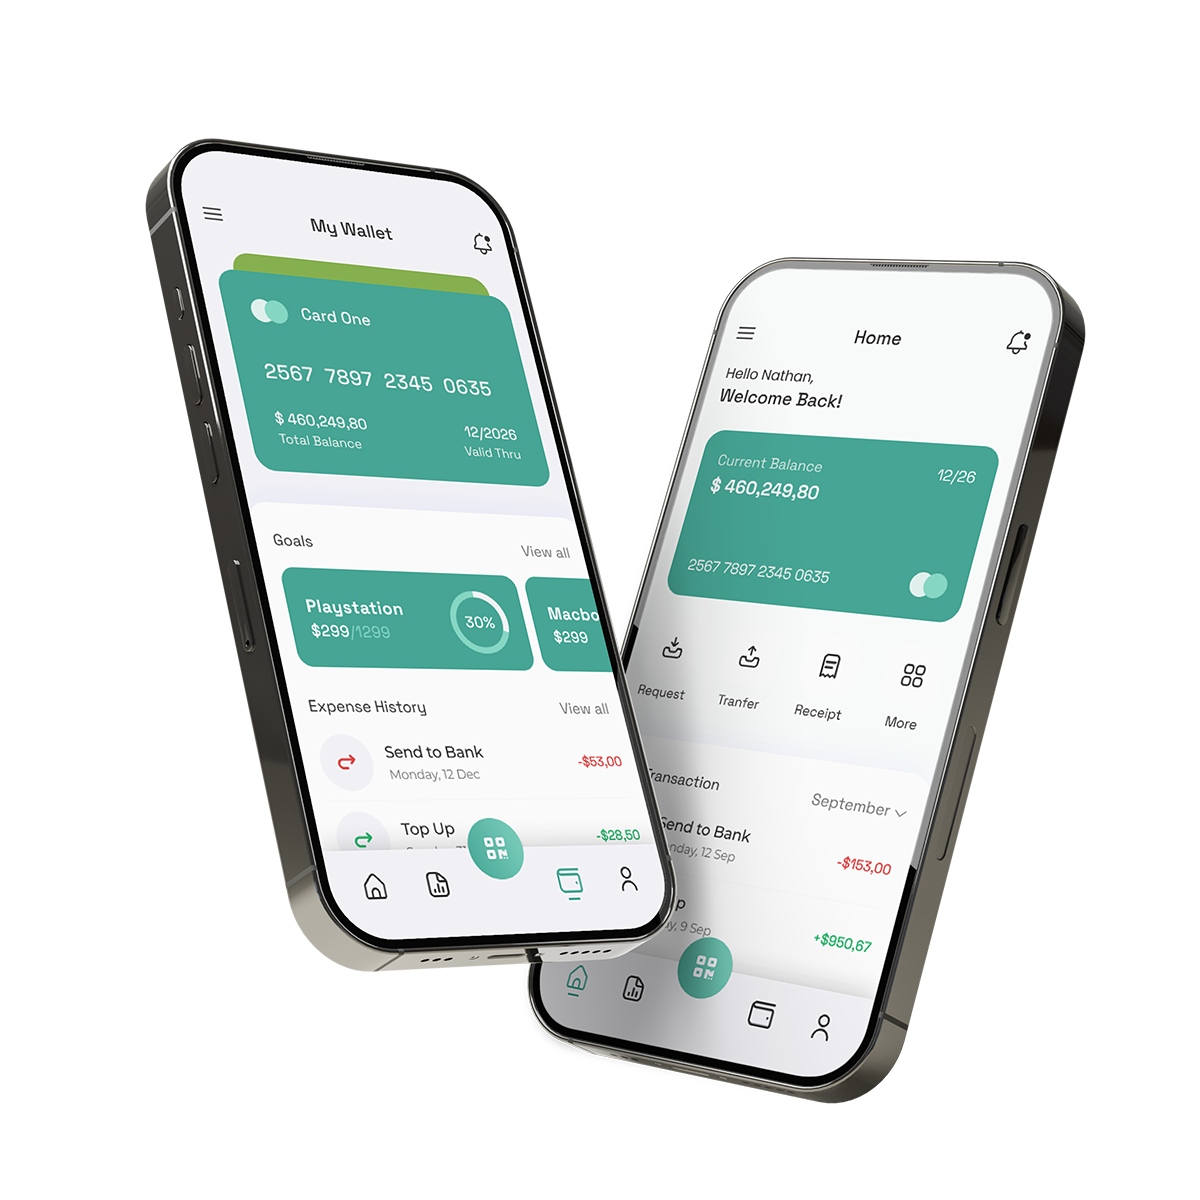 My Wallet
Card One
2567 7897 2345 0635
$ 460,249,80
Total Balance
12/2026
Valid Thru
Goals
View all
Playstation
$299/1299
30%
Macbo
$299
Expense History
View all
Send to Bank
Monday, 12 Dec
-$53,00
Top Up
-$28,50
Home
Hello Nathan,
Welcome Back!
Current Balance
$ 460,249,80
12/26
2567 7897 2345 0635
Request
Tranfer
Receipt
More
ransaction
September
Send to Bank
nday, 12 Sep
-$153,00
p
y, 9 Sep
+$950,67